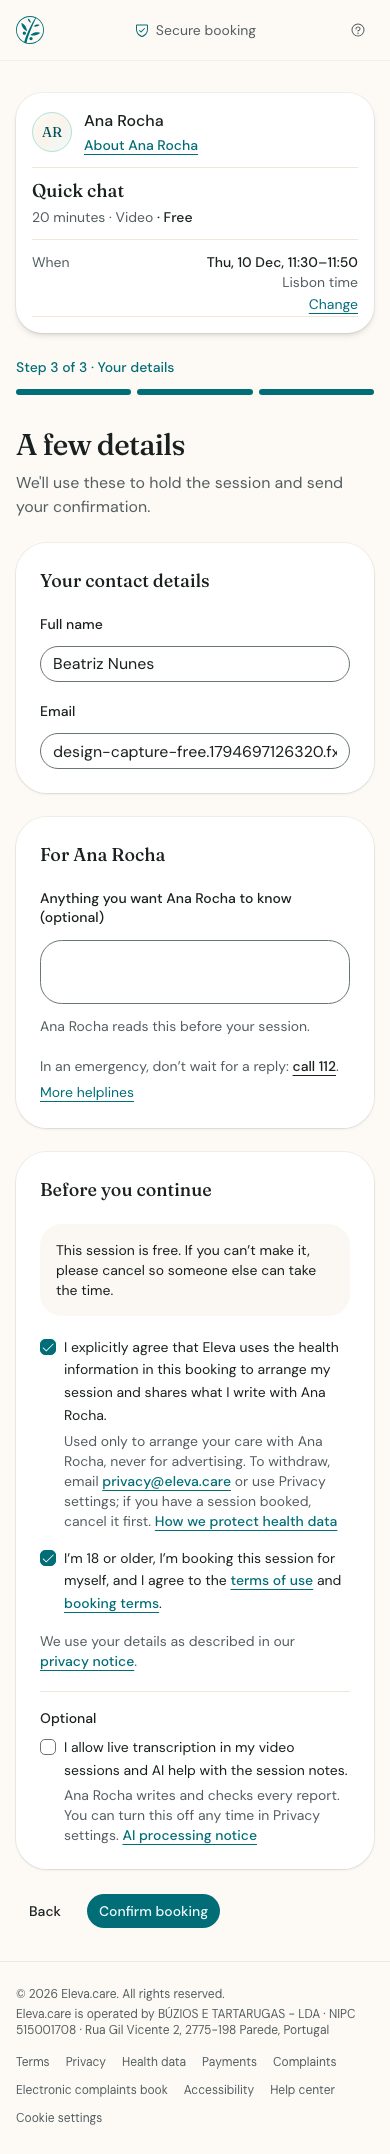 Secure booking
AR
Ana Rocha
About Ana Rocha
Quick chat
20 minutes · Video · Free
When
Thu, 10 Dec, 11:30–11:50
Lisbon time
Change
Step 3 of 3 · Your details
A few details
We'll use these to hold the session and send
your confirmation.
Your contact details
Full name
Beatriz Nunes
Email
design-capture-free.1794697126320.fx
For Ana Rocha
Anything you want Ana Rocha to know
(optional)
Ana Rocha reads this before your session.
In an emergency, don’t wait for a reply: call 112.
More helplines
Before you continue
This session is free. If you can’t make it,
please cancel so someone else can take
the time.
I explicitly agree that Eleva uses the health
information in this booking to arrange my
session and shares what I write with Ana
Rocha.
Used only to arrange your care with Ana
Rocha, never for advertising. To withdraw,
email privacy@eleva.care or use Privacy
settings; if you have a session booked,
cancel it first. How we protect health data
I’m 18 or older, I’m booking this session for
myself, and I agree to the terms of use and
booking terms.
We use your details as described in our
privacy notice.
Optional
I allow live transcription in my video
sessions and AI help with the session notes.
Ana Rocha writes and checks every report.
You can turn this off any time in Privacy
settings. AI processing notice
Back
Confirm booking
© 2026 Eleva.care. All rights reserved.
Eleva.care is operated by BÚZIOS E TARTARUGAS - LDA · NIPC
515001708 · Rua Gil Vicente 2, 2775-198 Parede, Portugal
Terms Privacy Health data Payments Complaints
Electronic complaints book Accessibility Help center
Cookie settings